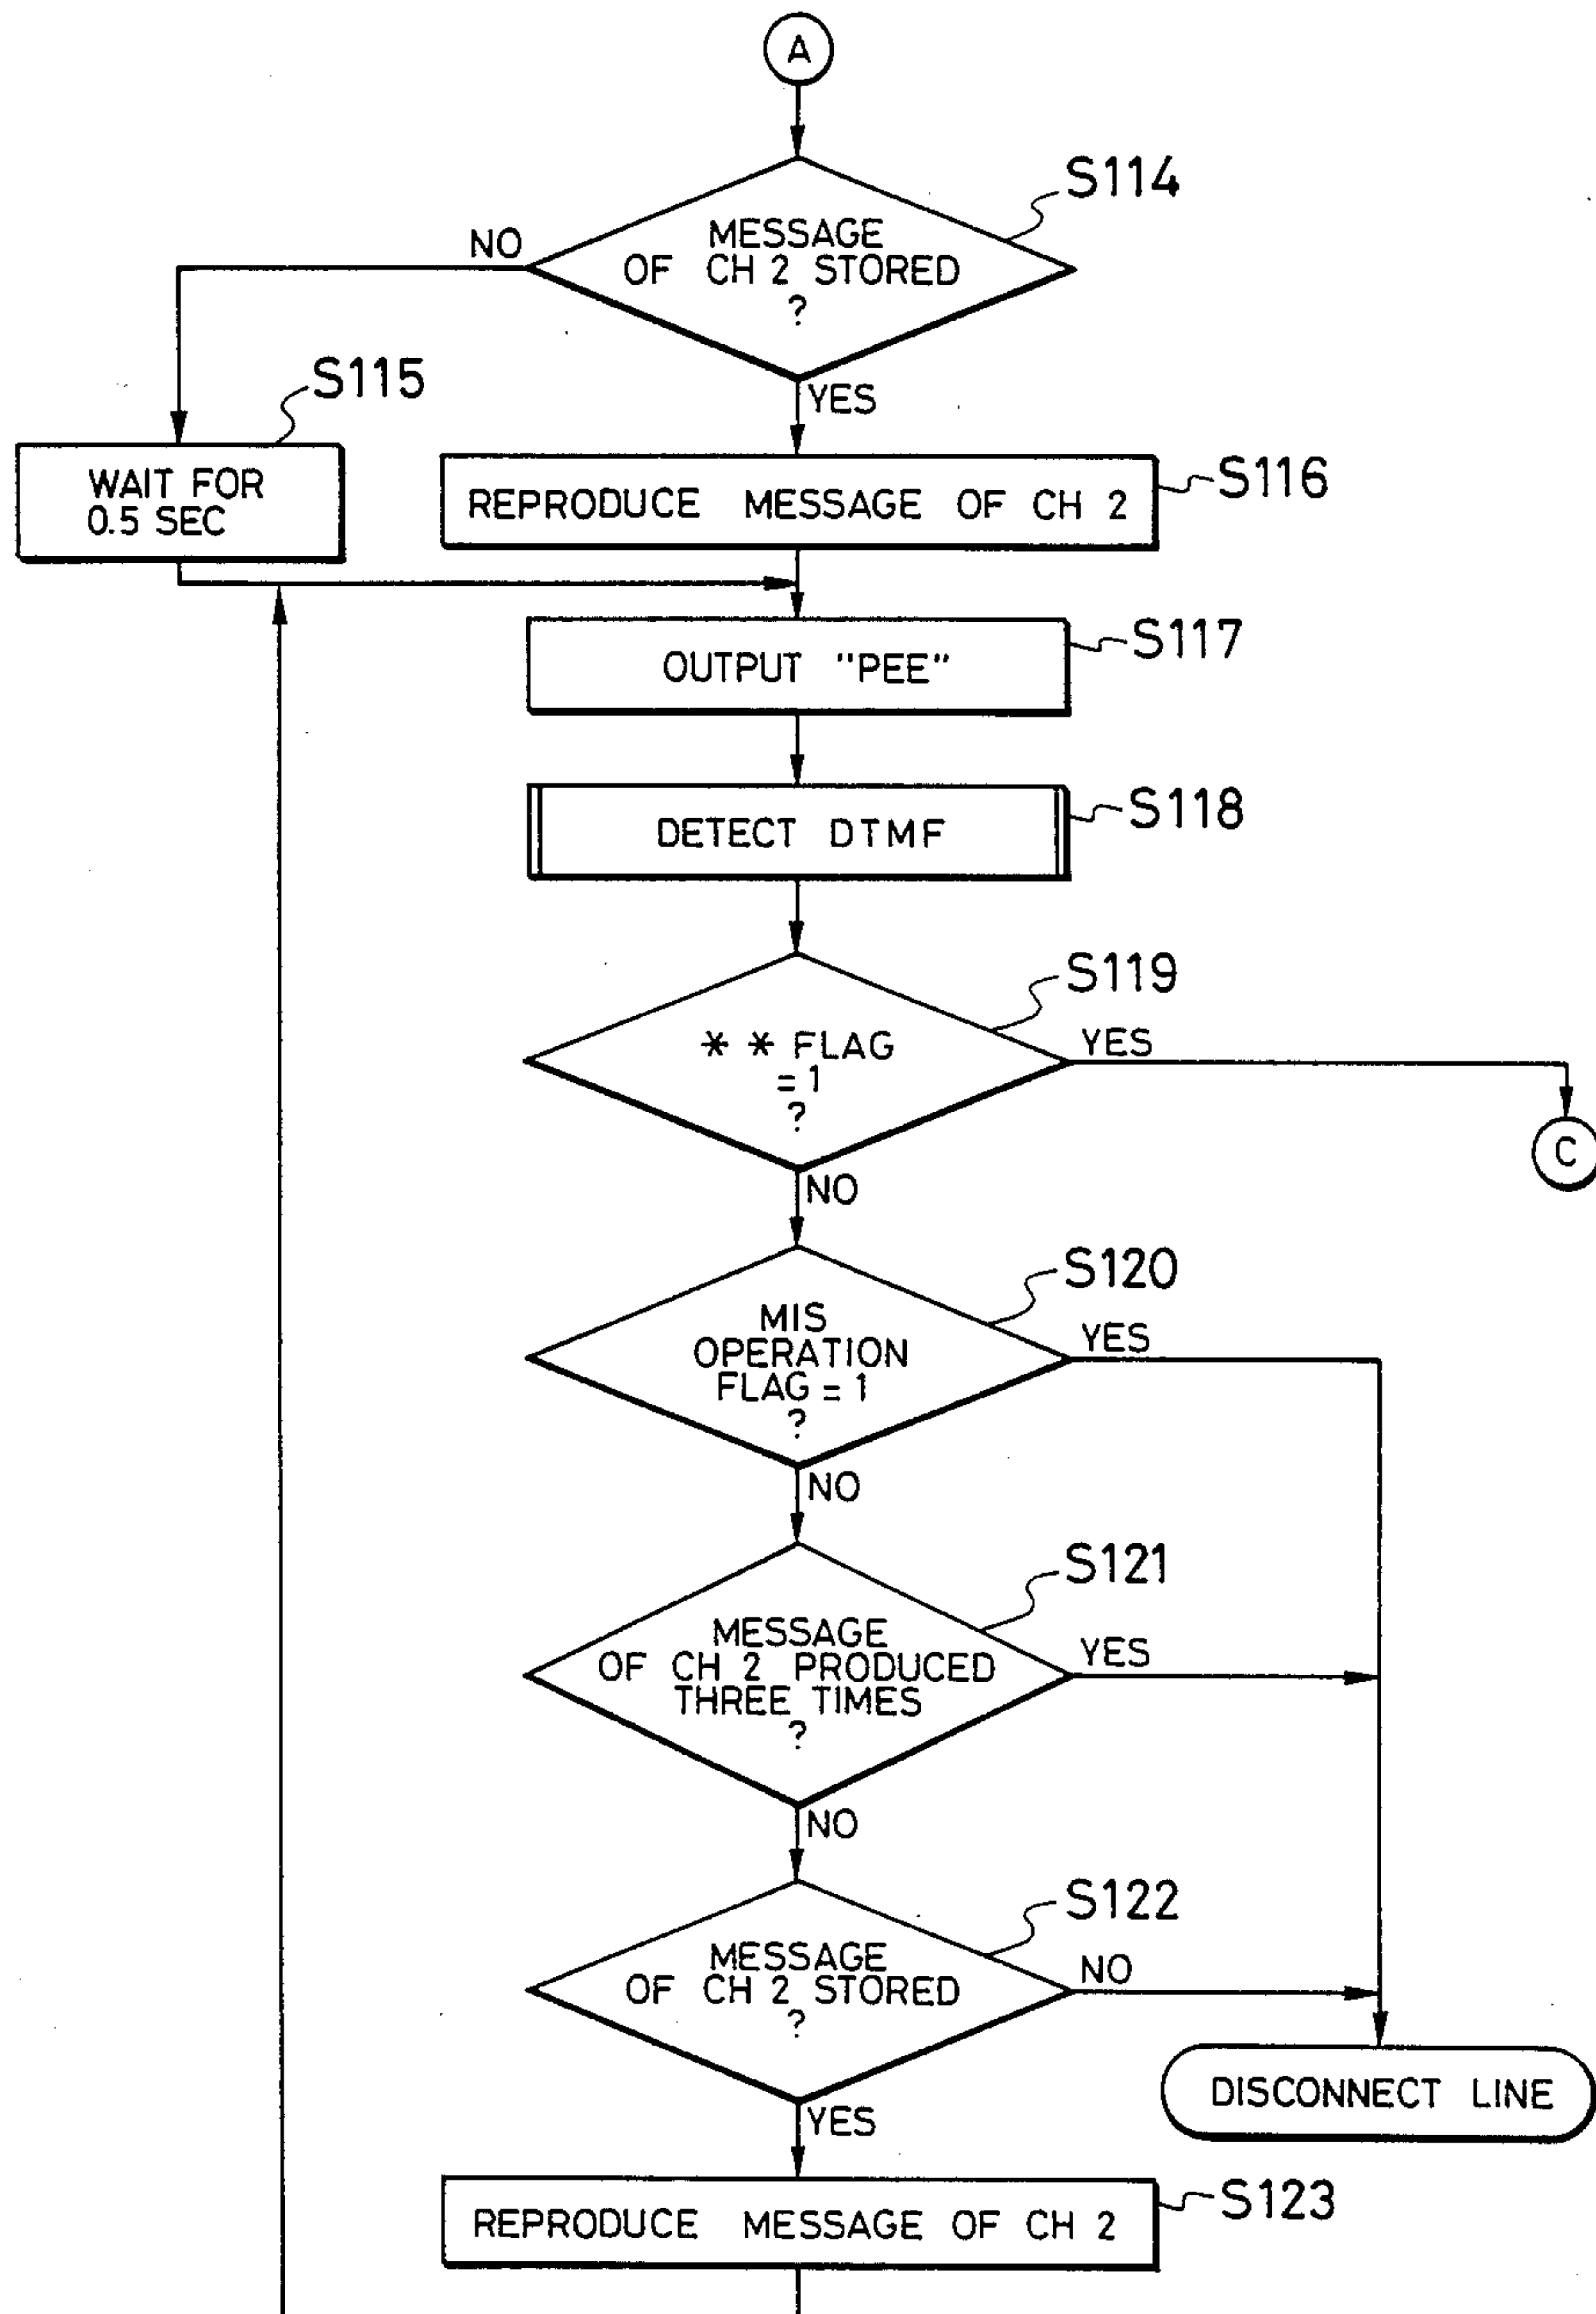 A
S114
MESSAGE
OF CH 2 STORED
?
NO
YES
S115
WAIT FOR
0.5 SEC
S116
REPRODUCE MESSAGE OF CH 2
S117
OUTPUT "PEE"
S118
DETECT DTMF
S119
* * FLAG
= 1
?
YES
C
NO
S120
MIS
OPERATION
FLAG = 1
?
YES
NO
S121
MESSAGE
OF CH 2 PRODUCED
THREE TIMES
?
YES
NO
S122
MESSAGE
OF CH 2 STORED
?
NO
DISCONNECT LINE
YES
S123
REPRODUCE MESSAGE OF CH 2